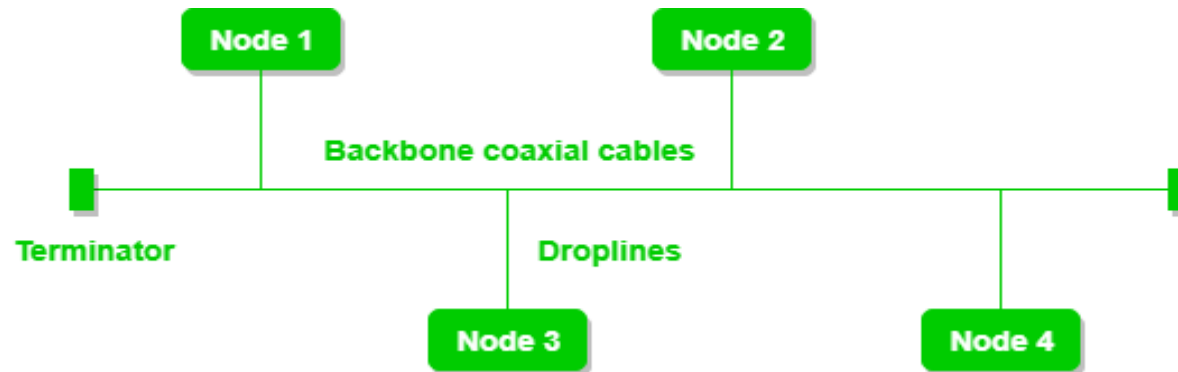 Node 1
Node 2
Backbone coaxial cables
Terminator
Droplines
Node 3
Node 4